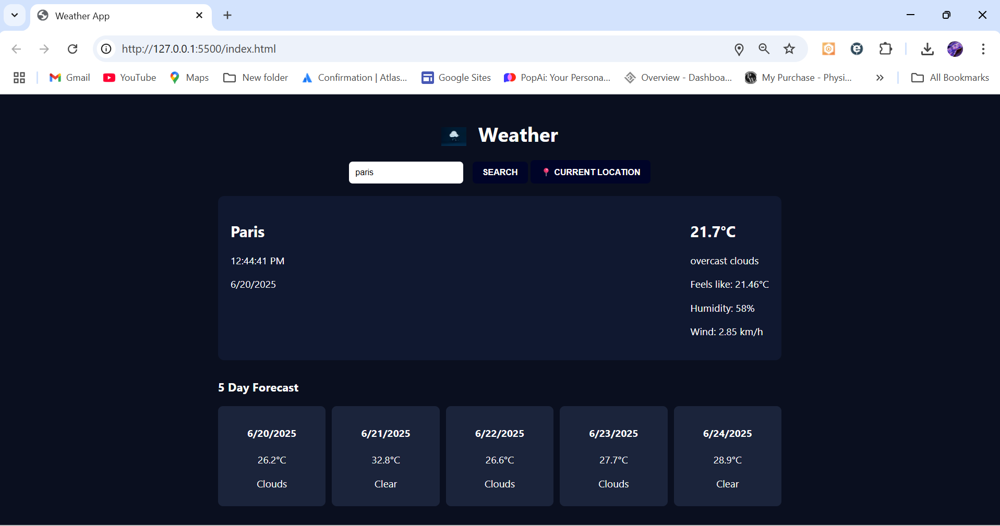 Weather App
http://127.0.0.1:5500/index.html
Gmail YouTube Maps New folder Confirmation | Atlas... Google Sites PopAi: Your Persona... Overview - Dashboa... My Purchase - Physi... All Bookmarks
Weather
paris SEARCH CURRENT LOCATION
Paris
12:44:41 PM
6/20/2025
21.7°C
overcast clouds
Feels like: 21.46°C
Humidity: 58%
Wind: 2.85 km/h
5 Day Forecast
6/20/2025
26.2°C
Clouds
6/21/2025
32.8°C
Clear
6/22/2025
26.6°C
Clouds
6/23/2025
27.7°C
Clouds
6/24/2025
28.9°C
Clear